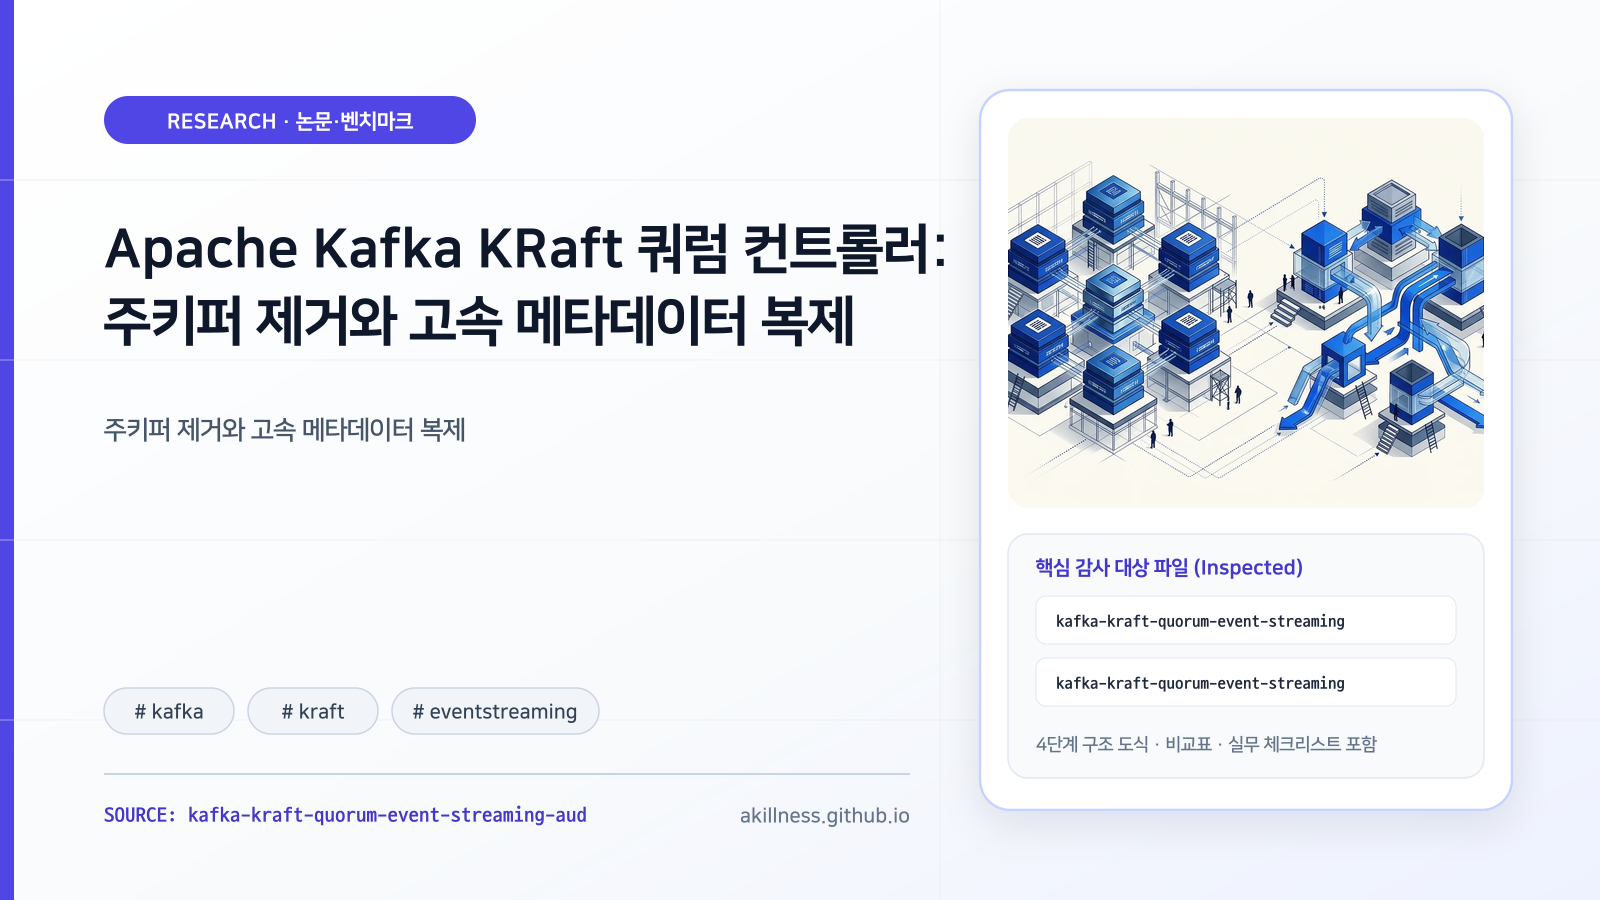 RESEARCH · 논문·벤치마크
Apache Kafka KRaft 쿼럼 컨트롤러:
주키퍼 제거와 고속 메타데이터 복제
주키퍼 제거와 고속 메타데이터 복제
# kafka
# kraft
# eventstreaming
SOURCE: kafka-kraft-quorum-event-streaming-aud
akillness.github.io
핵심 감사 대상 파일 (Inspected)
kafka-kraft-quorum-event-streaming
kafka-kraft-quorum-event-streaming
4단계 구조 도식 · 비교표 · 실무 체크리스트 포함